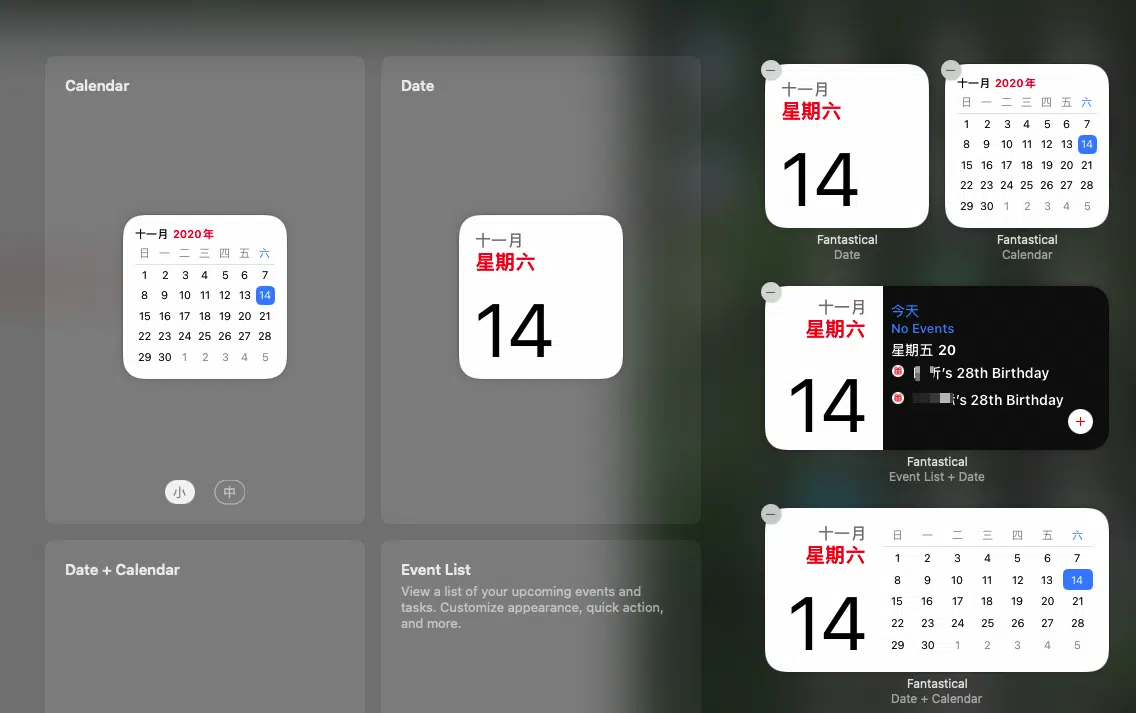 Calendar
十一月 2020年
日 一 二 三 四 五 六
1 2 3 4 5 6 7
8 9 10 11 12 13 14
15 16 17 18 19 20 21
22 23 24 25 26 27 28
29 30 1 2 3 4 5
小 中
Date
十一月
星期六
14
Date + Calendar
Event List
View a list of your upcoming events and
tasks. Customize appearance, quick action,
and more.
十一月
星期六
14
Fantastical
Date
十一月 2020年
日 一 二 三 四 五 六
1 2 3 4 5 6 7
8 9 10 11 12 13 14
15 16 17 18 19 20 21
22 23 24 25 26 27 28
29 30 1 2 3 4 5
Fantastical
Calendar
十一月
星期六
14
今天
No Events
星期五 20
's 28th Birthday
's 28th Birthday
Fantastical
Event List + Date
十一月
星期六
14
日 一 二 三 四 五 六
1 2 3 4 5 6 7
8 9 10 11 12 13 14
15 16 17 18 19 20 21
22 23 24 25 26 27 28
29 30 1 2 3 4 5
Fantastical
Date + Calendar